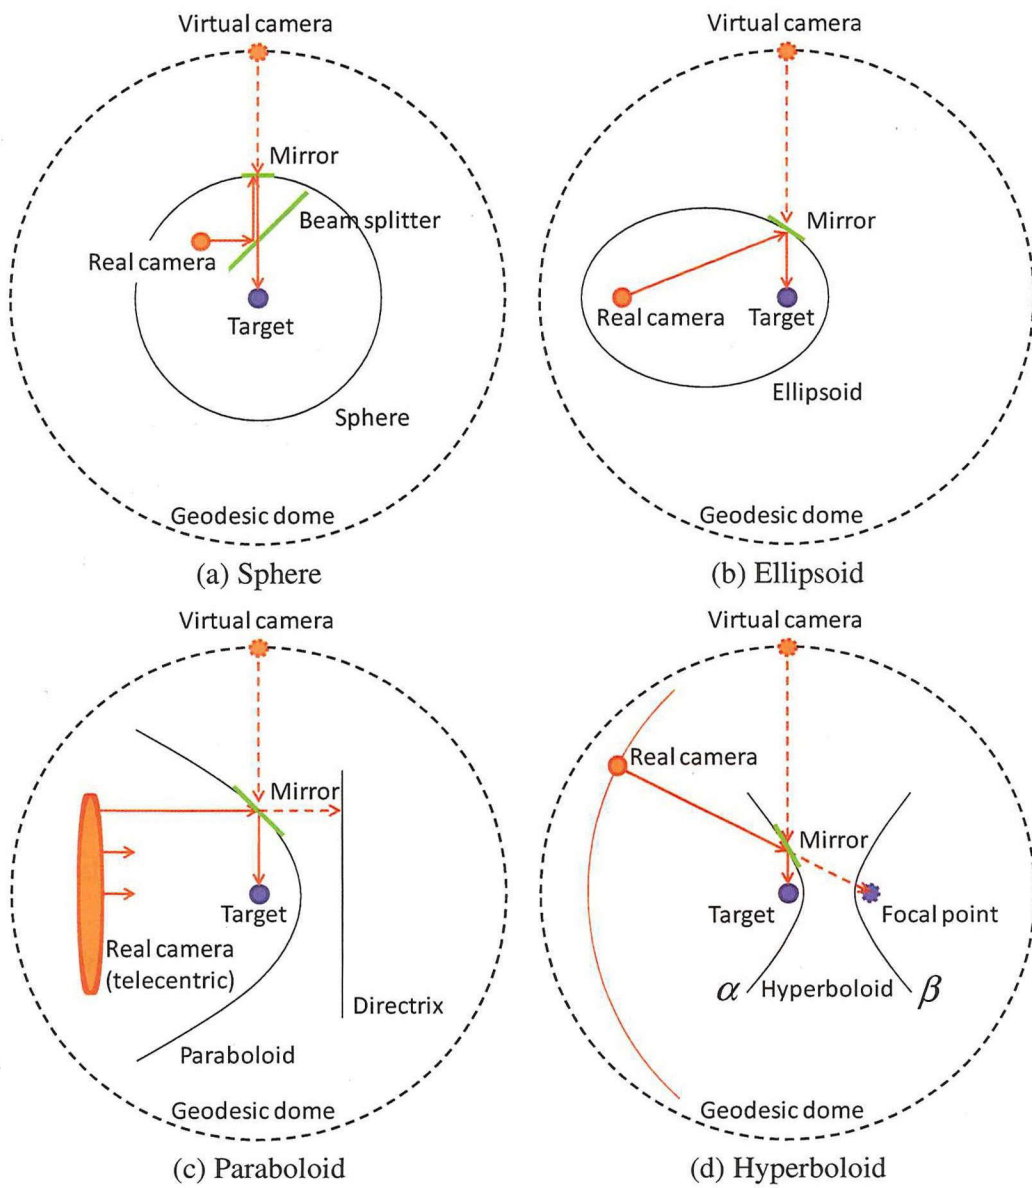 Virtual camera
Mirror
Beam splitter
Real camera
Target
Sphere
Geodesic dome
(a) Sphere
Virtual camera
Mirror
Real camera
Target
Ellipsoid
Geodesic dome
(b) Ellipsoid
Virtual camera
Mirror
Target
Real camera
(telecentric)
Directrix
Paraboloid
Geodesic dome
(c) Paraboloid
Virtual camera
Real camera
Mirror
Target
Focal point
α Hyperboloid β
Geodesic dome
(d) Hyperboloid